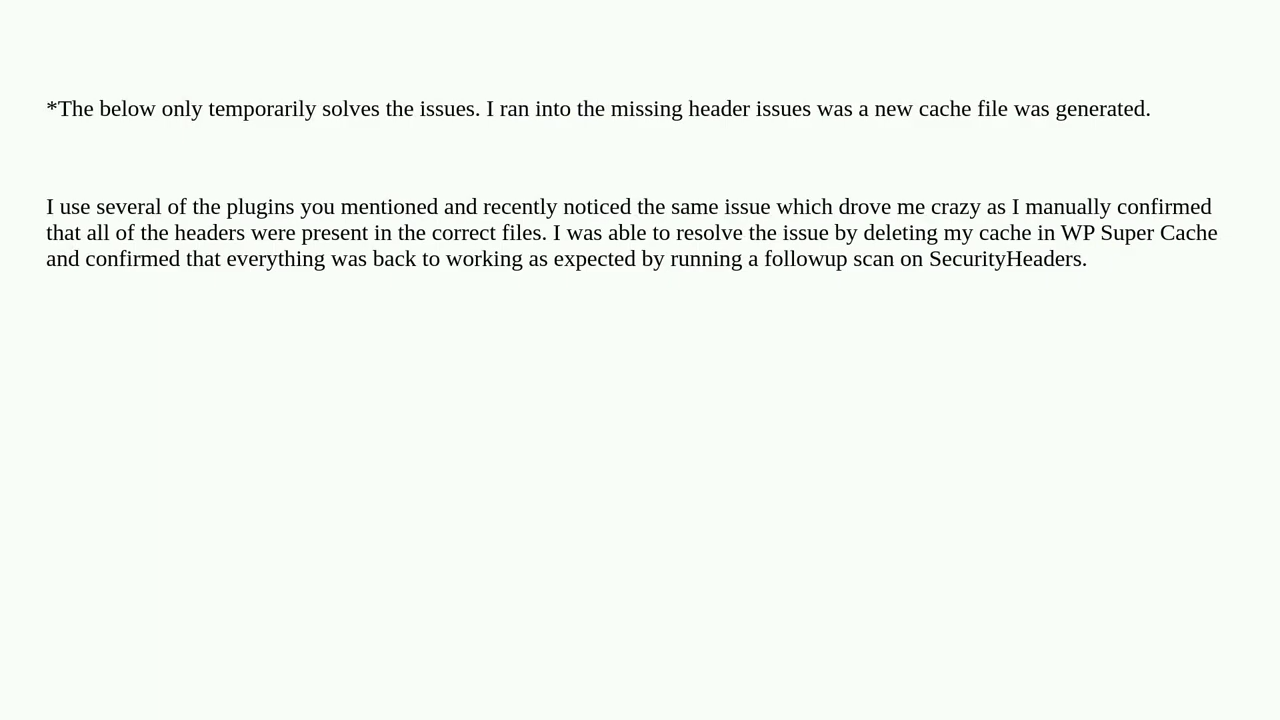 *The below only temporarily solves the issues. I ran into the missing header issues was a new cache file was generated.
I use several of the plugins you mentioned and recently noticed the same issue which drove me crazy as I manually confirmed
that all of the headers were present in the correct files. I was able to resolve the issue by deleting my cache in WP Super Cache
and confirmed that everything was back to working as expected by running a followup scan on SecurityHeaders.